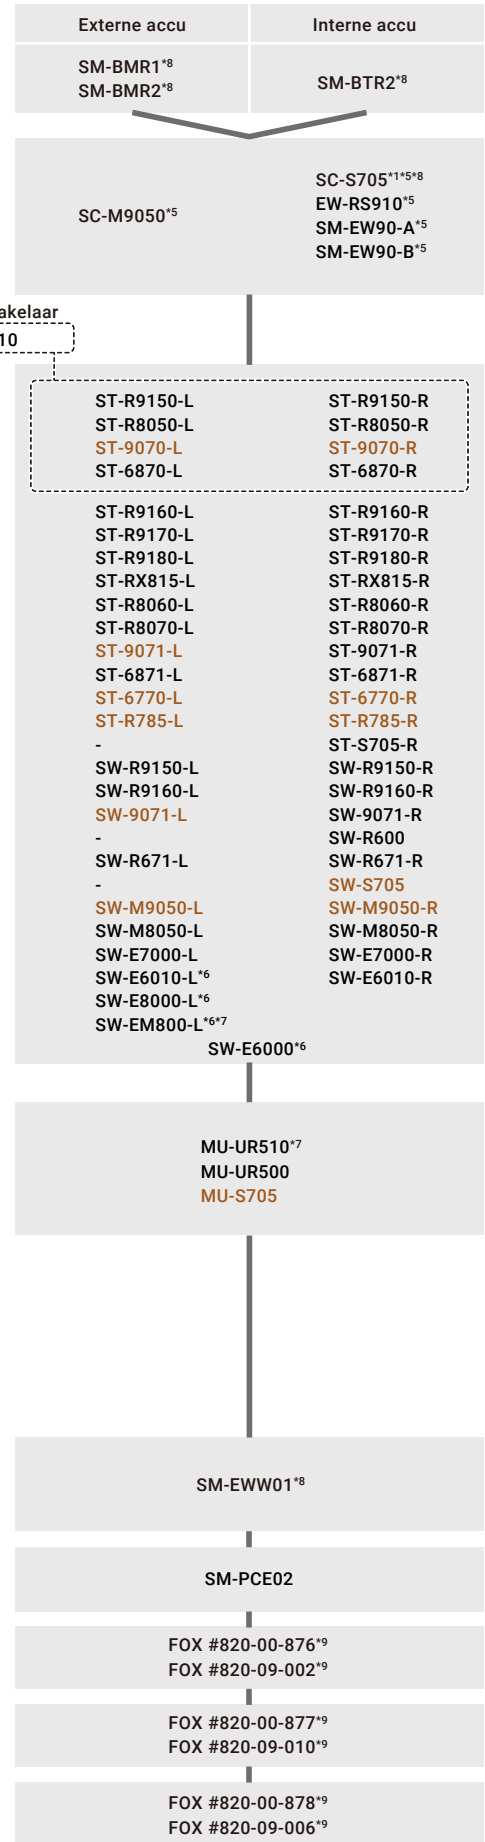 Externe accu Interne accu
SM-BMR1*8
SM-BMR2*8
SM-BTR2*8
SC-M9050*5
SC-S705*1*5*8
EW-RS910*5
SM-EW90-A*5
SM-EW90-B*5
akelaar
10
ST-R9150-L ST-R9150-R
ST-R8050-L ST-R8050-R
ST-9070-L ST-9070-R
ST-6870-L ST-6870-R
ST-R9160-L ST-R9160-R
ST-R9170-L ST-R9170-R
ST-R9180-L ST-R9180-R
ST-RX815-L ST-RX815-R
ST-R8060-L ST-R8060-R
ST-R8070-L ST-R8070-R
ST-9071-L ST-9071-R
ST-6871-L ST-6871-R
ST-6770-L ST-6770-R
ST-R785-L ST-R785-R
- ST-S705-R
SW-R9150-L SW-R9150-R
SW-R9160-L SW-R9160-R
SW-9071-L SW-9071-R
- SW-R600
SW-R671-L SW-R671-R
- SW-S705
SW-M9050-L SW-M9050-R
SW-M8050-L SW-M8050-R
SW-E7000-L SW-E7000-R
SW-E6010-L*6 SW-E6010-R
SW-E8000-L*6
SW-EM800-L*6*7
SW-E6000*6
MU-UR510*7
MU-UR500
MU-S705
SM-EWW01*8
SM-PCE02
FOX #820-00-876*9
FOX #820-09-002*9
FOX #820-00-877*9
FOX #820-09-010*9
FOX #820-00-878*9
FOX #820-09-006*9